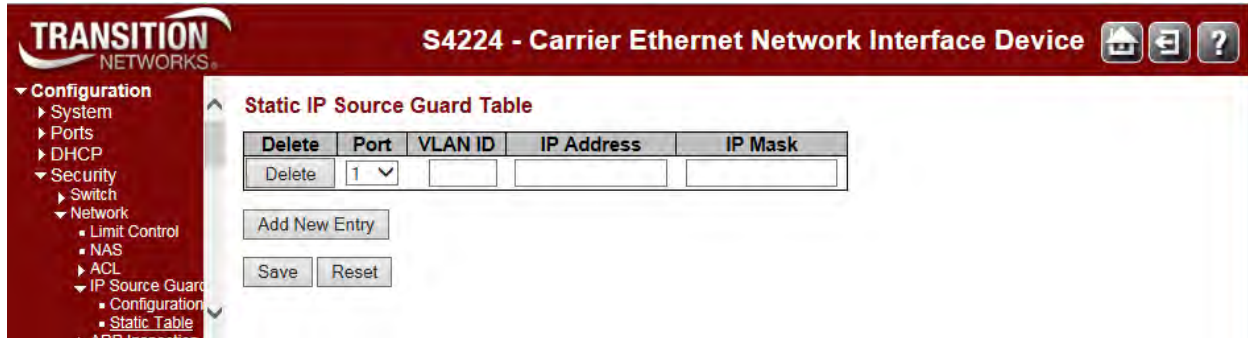 TRANSITION
NETWORKS®
S4224 - Carrier Ethernet Network Interface Device
?
Configuration
System
Ports
DHCP
Security
Switch
Network
Limit Control
NAS
ACL
IP Source Guard
Configuration
Static Table
ARP Inspection
Static IP Source Guard Table
Delete Port VLAN ID IP Address IP Mask
Delete 1
Add New Entry
Save Reset